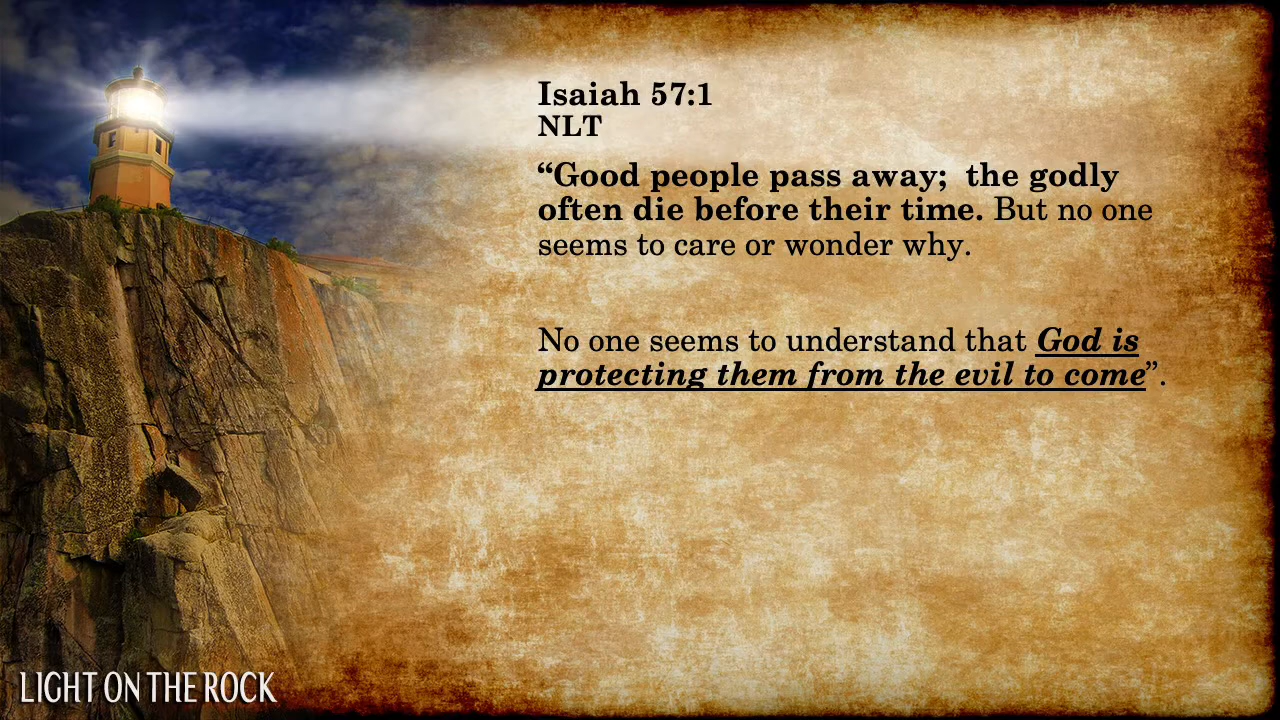 Isaiah 57:1
NLT
“Good people pass away;  the godly
often die before their time. But no one
seems to care or wonder why.
No one seems to understand that God is
protecting them from the evil to come”.
LIGHT ON THE ROCK